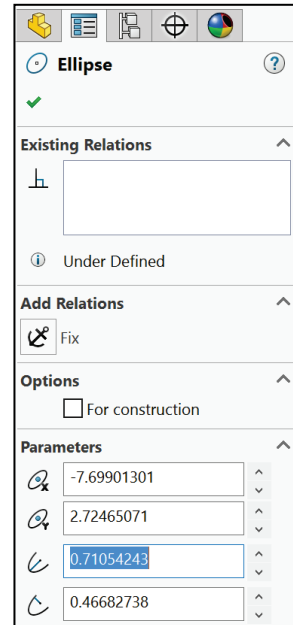 Ellipse
?
Existing Relations
Under Defined
Add Relations
Fix
Options
For construction
Parameters
-7.69901301
2.72465071
0.71054243
0.46682738